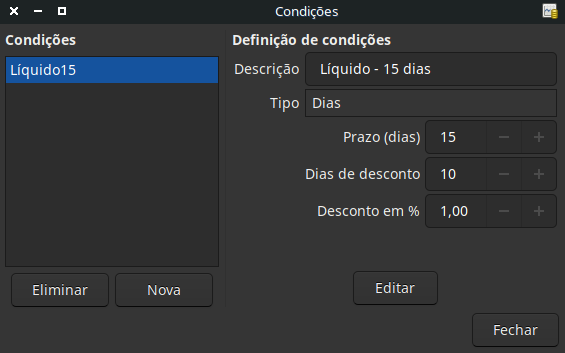 Condições
Condições
Líquido15
Eliminar
Nova
Definição de condições
Descrição Líquido - 15 dias
Tipo Dias
Prazo (dias) 15
Dias de desconto 10
Desconto em % 1,00
Editar
Fechar